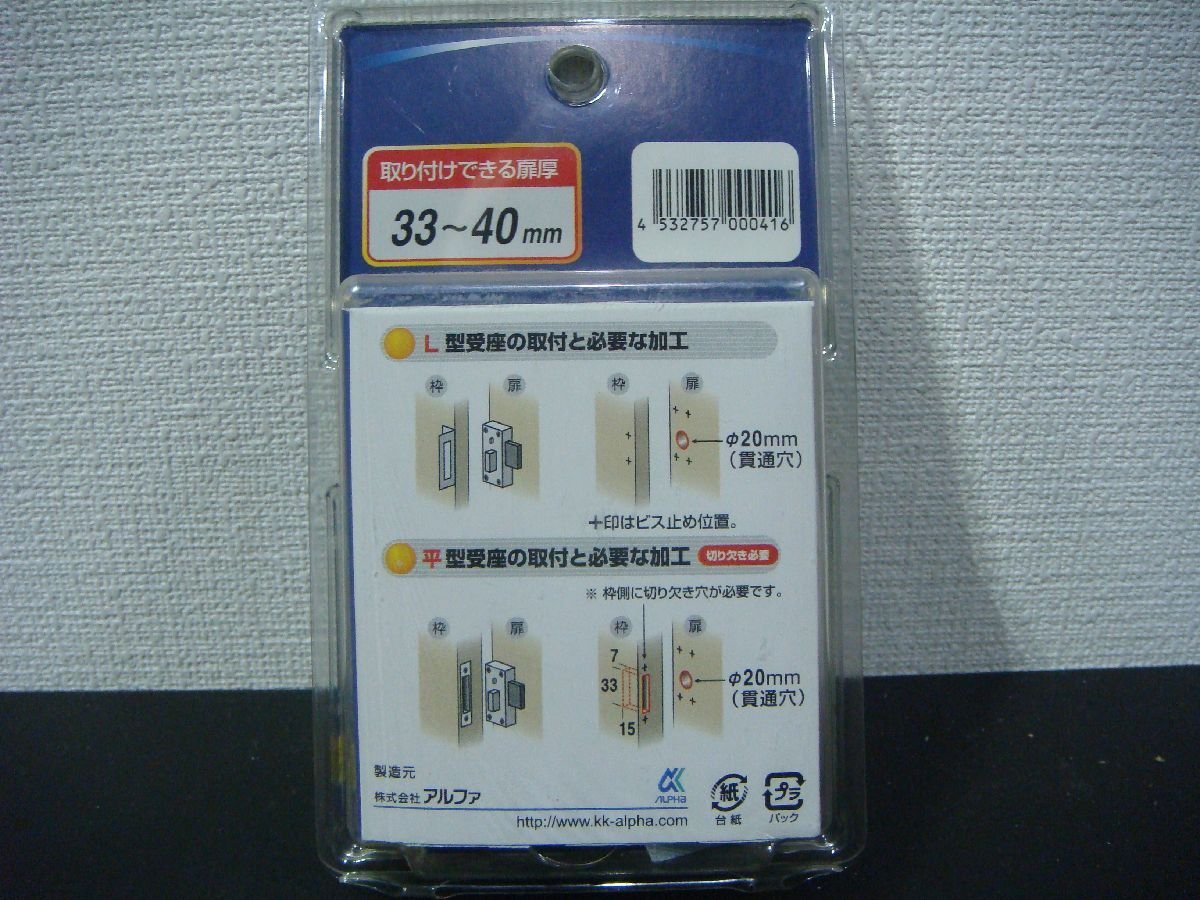 取り付けできる扉厚
33～40mm
4 532757 000416
L型受座の取付と必要な加工
枠 扉 枠 扉
φ20mm
(貫通穴)
＋印はビス止め位置。
平型受座の取付と必要な加工 切り欠き必要
※ 枠側に切り欠き穴が必要です。
枠 扉 枠 扉
7
33
15
φ20mm
(貫通穴)
製造元
株式会社 アルファ
ALPHA
紙
台紙
プラ
パック
http://www.kk-alpha.com